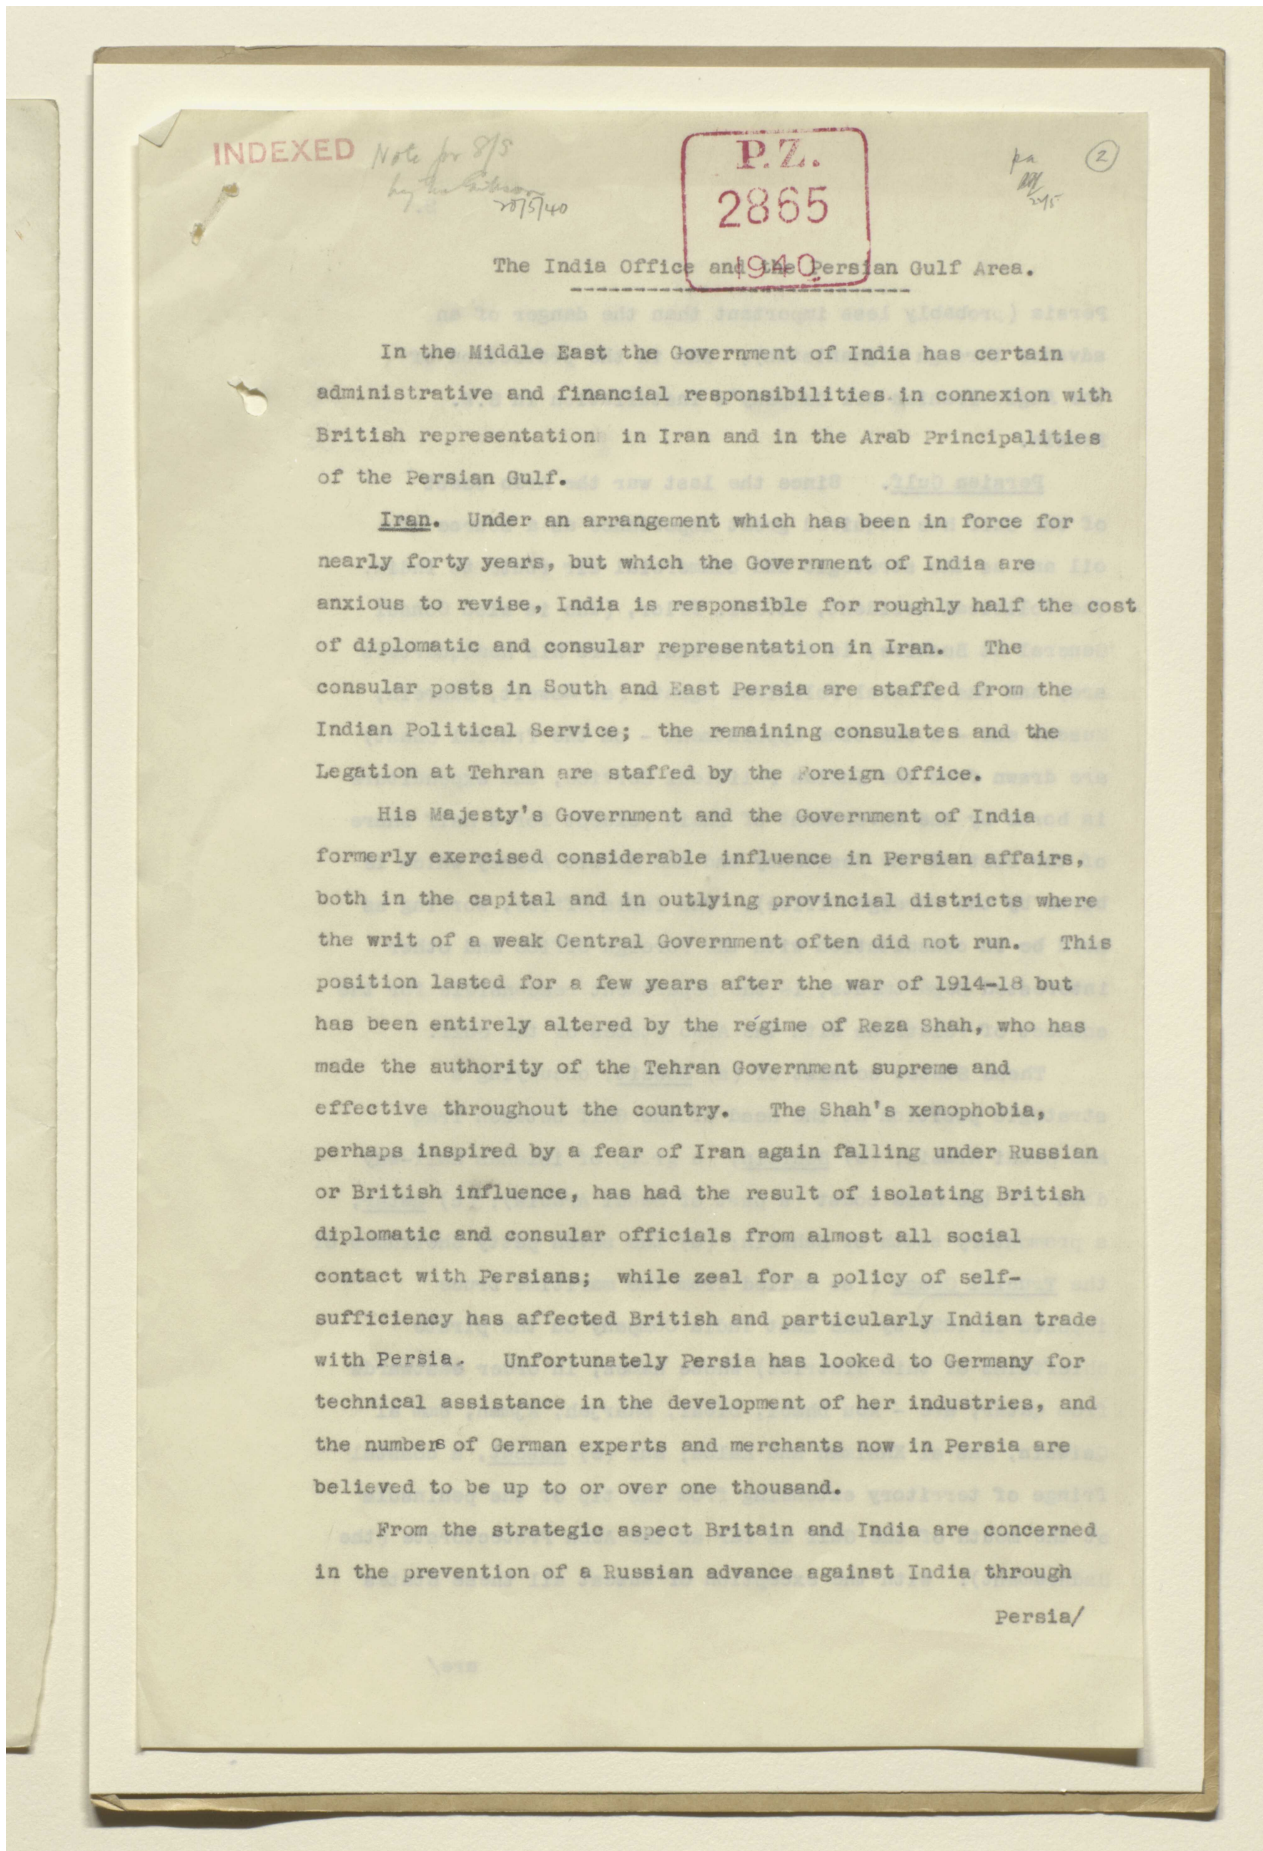 INDEXED Note for S/S
by Mr Gibson
20/5/40
P.Z.
2865
1940
pa
2
The India Office and the Persian Gulf Area.
In the Middle East the Government of India has certain
administrative and financial responsibilities in connexion with
British representation in Iran and in the Arab Principalities
of the Persian Gulf.
Iran. Under an arrangement which has been in force for
nearly forty years, but which the Government of India are
anxious to revise, India is responsible for roughly half the cost
of diplomatic and consular representation in Iran. The
consular posts in South and East Persia are staffed from the
Indian Political Service; the remaining consulates and the
Legation at Tehran are staffed by the Foreign Office.
His Majesty's Government and the Government of India
formerly exercised considerable influence in Persian affairs,
both in the capital and in outlying provincial districts where
the writ of a weak Central Government often did not run. This
position lasted for a few years after the war of 1914-18 but
has been entirely altered by the régime of Reza Shah, who has
made the authority of the Tehran Government supreme and
effective throughout the country. The Shah's xenophobia,
perhaps inspired by a fear of Iran again falling under Russian
or British influence, has had the result of isolating British
diplomatic and consular officials from almost all social
contact with Persians; while zeal for a policy of self-
sufficiency has affected British and particularly Indian trade
with Persia. Unfortunately Persia has looked to Germany for
technical assistance in the development of her industries, and
the numbers of German experts and merchants now in Persia are
believed to be up to or over one thousand.
From the strategic aspect Britain and India are concerned
in the prevention of a Russian advance against India through
Persia/